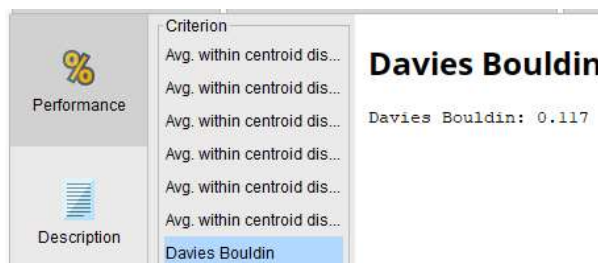 Performance
Description
Criterion
Avg. within centroid dis...
Avg. within centroid dis...
Avg. within centroid dis...
Avg. within centroid dis...
Avg. within centroid dis...
Avg. within centroid dis...
Davies Bouldin
Davies Bouldin
Davies Bouldin: 0.117